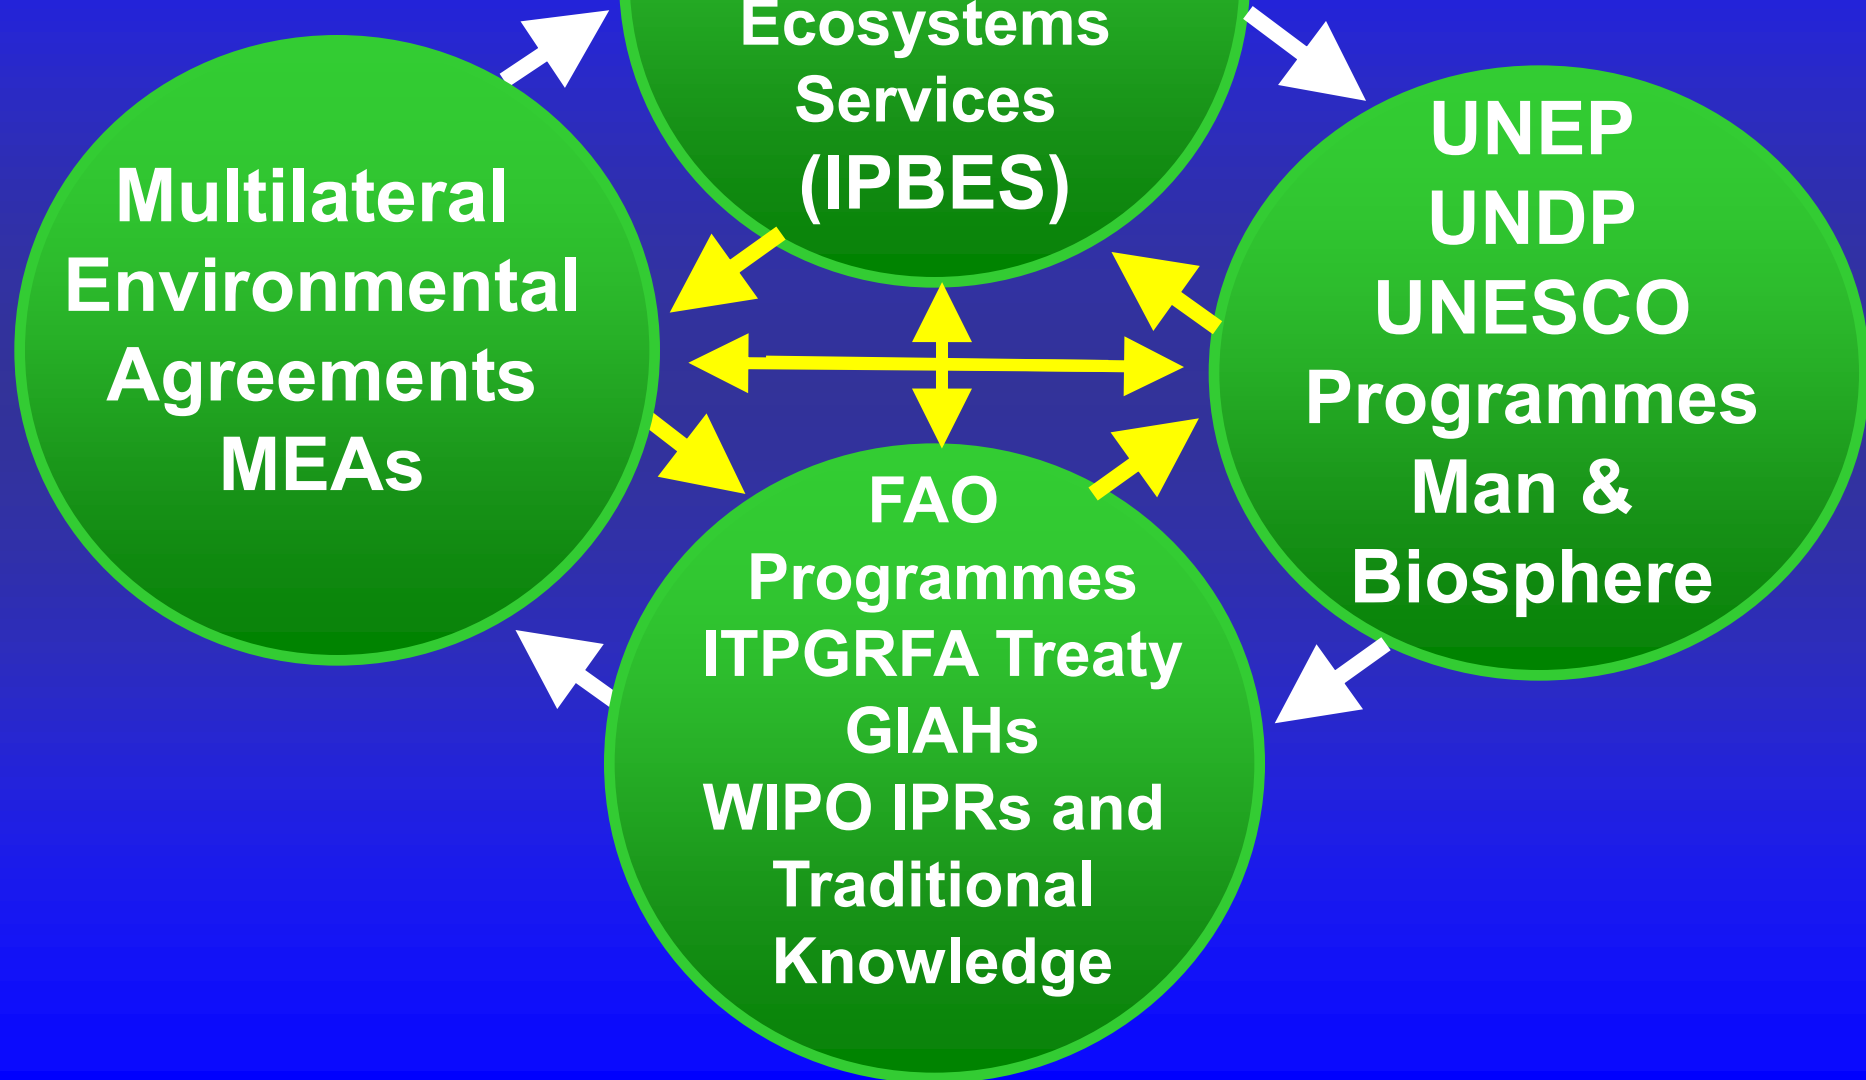 Ecosystems
Services
(IPBES)
Multilateral
Environmental
Agreements
MEAs
UNEP
UNDP
UNESCO
Programmes
Man &
Biosphere
FAO
Programmes
ITPGRFA Treaty
GIAHs
WIPO IPRs and
Traditional
Knowledge